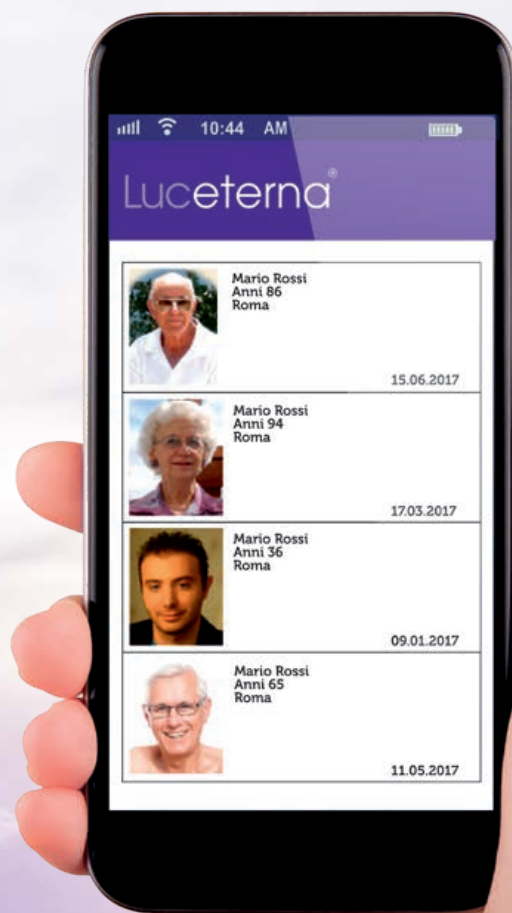 10:44 AM
Luceterna®
Mario Rossi
Anni 86
Roma
15.06.2017
Mario Rossi
Anni 94
Roma
17.03.2017
Mario Rossi
Anni 36
Roma
09.01.2017
Mario Rossi
Anni 65
Roma
11.05.2017